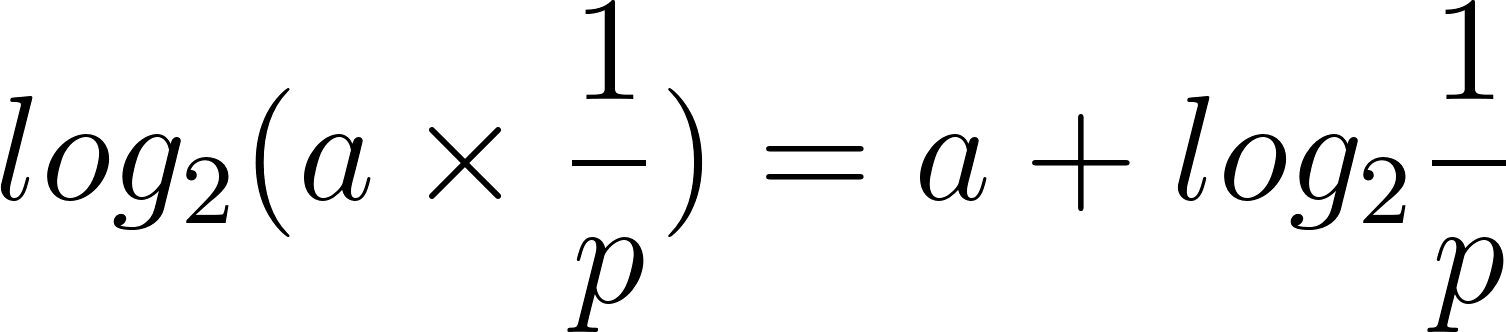 log₂(a × 1/p) = a + log₂ 1/p